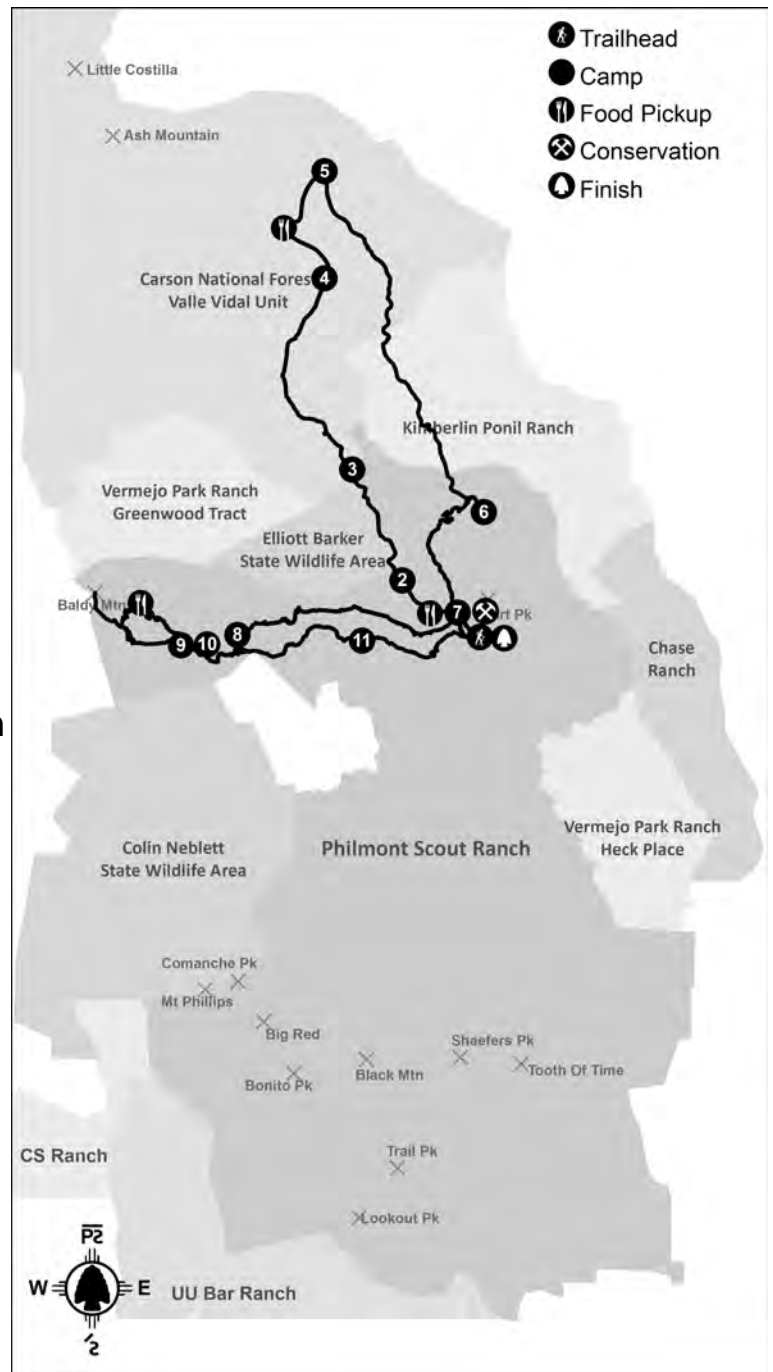 Trailhead
Camp
Food Pickup
Conservation
Finish
Little Costilla
Ash Mountain
5
4
Carson National Fores
Valle Vidal Unit
Kimberlin Ponil Ranch
3
Vermejo Park Ranch
Greenwood Tract
6
Elliott Barker
State Wildlife Area
2
Baldy Mtn
7
rt Pk
8
9
10
11
Chase
Ranch
n
Colin Neblett
State Wildlife Area
Philmont Scout Ranch
Vermejo Park Ranch
Heck Place
Comanche Pk
Mt Phillips
Big Red
Bonito Pk
Black Mtn
Shaefers Pk
Tooth Of Time
Trail Pk
CS Ranch
Lookout Pk
W
E
UU Bar Ranch